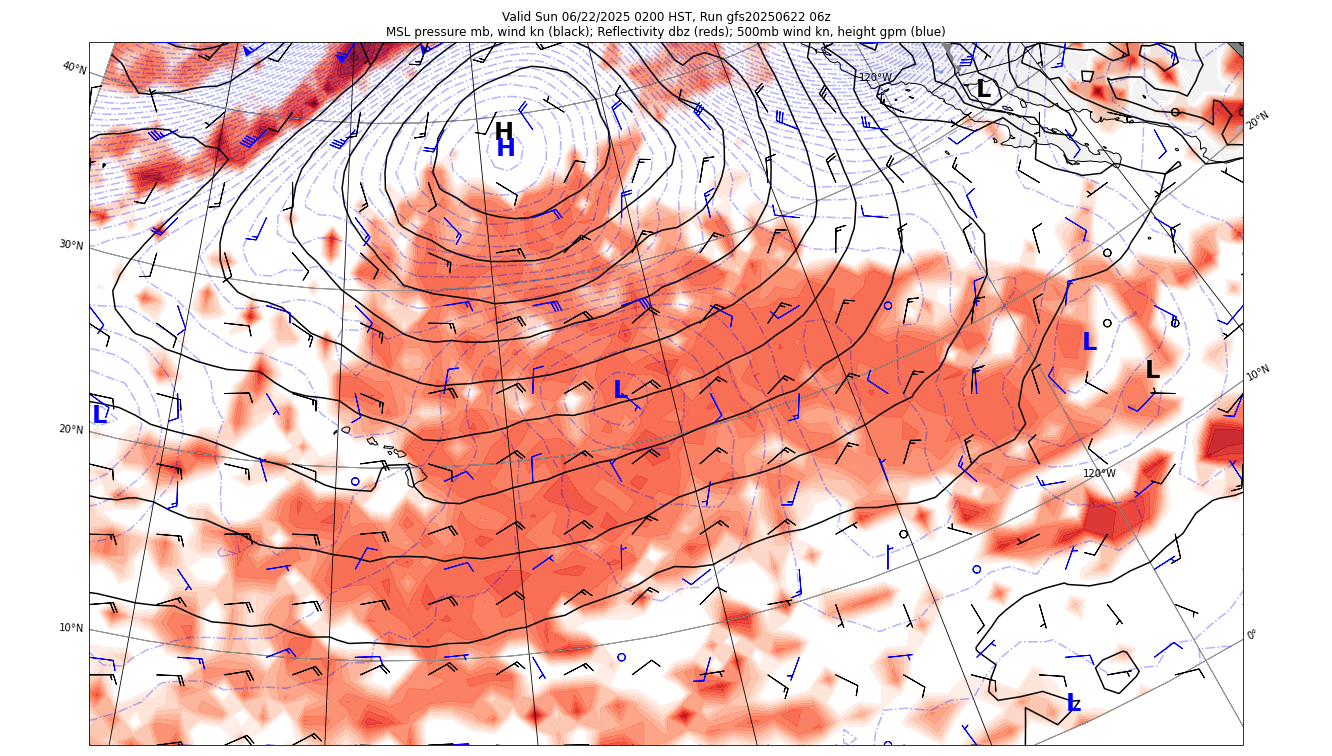 Valid Sun 06/22/2025 0200 HST, Run gfs20250622 06z
MSL pressure mb, wind kn (black); Reflectivity dbz (reds); 500mb wind kn, height gpm (blue)
40°N
120°W
L
20°N
H
H
30°N
L
L
10°N
L
L
20°N
120°W
10°N
0°
L